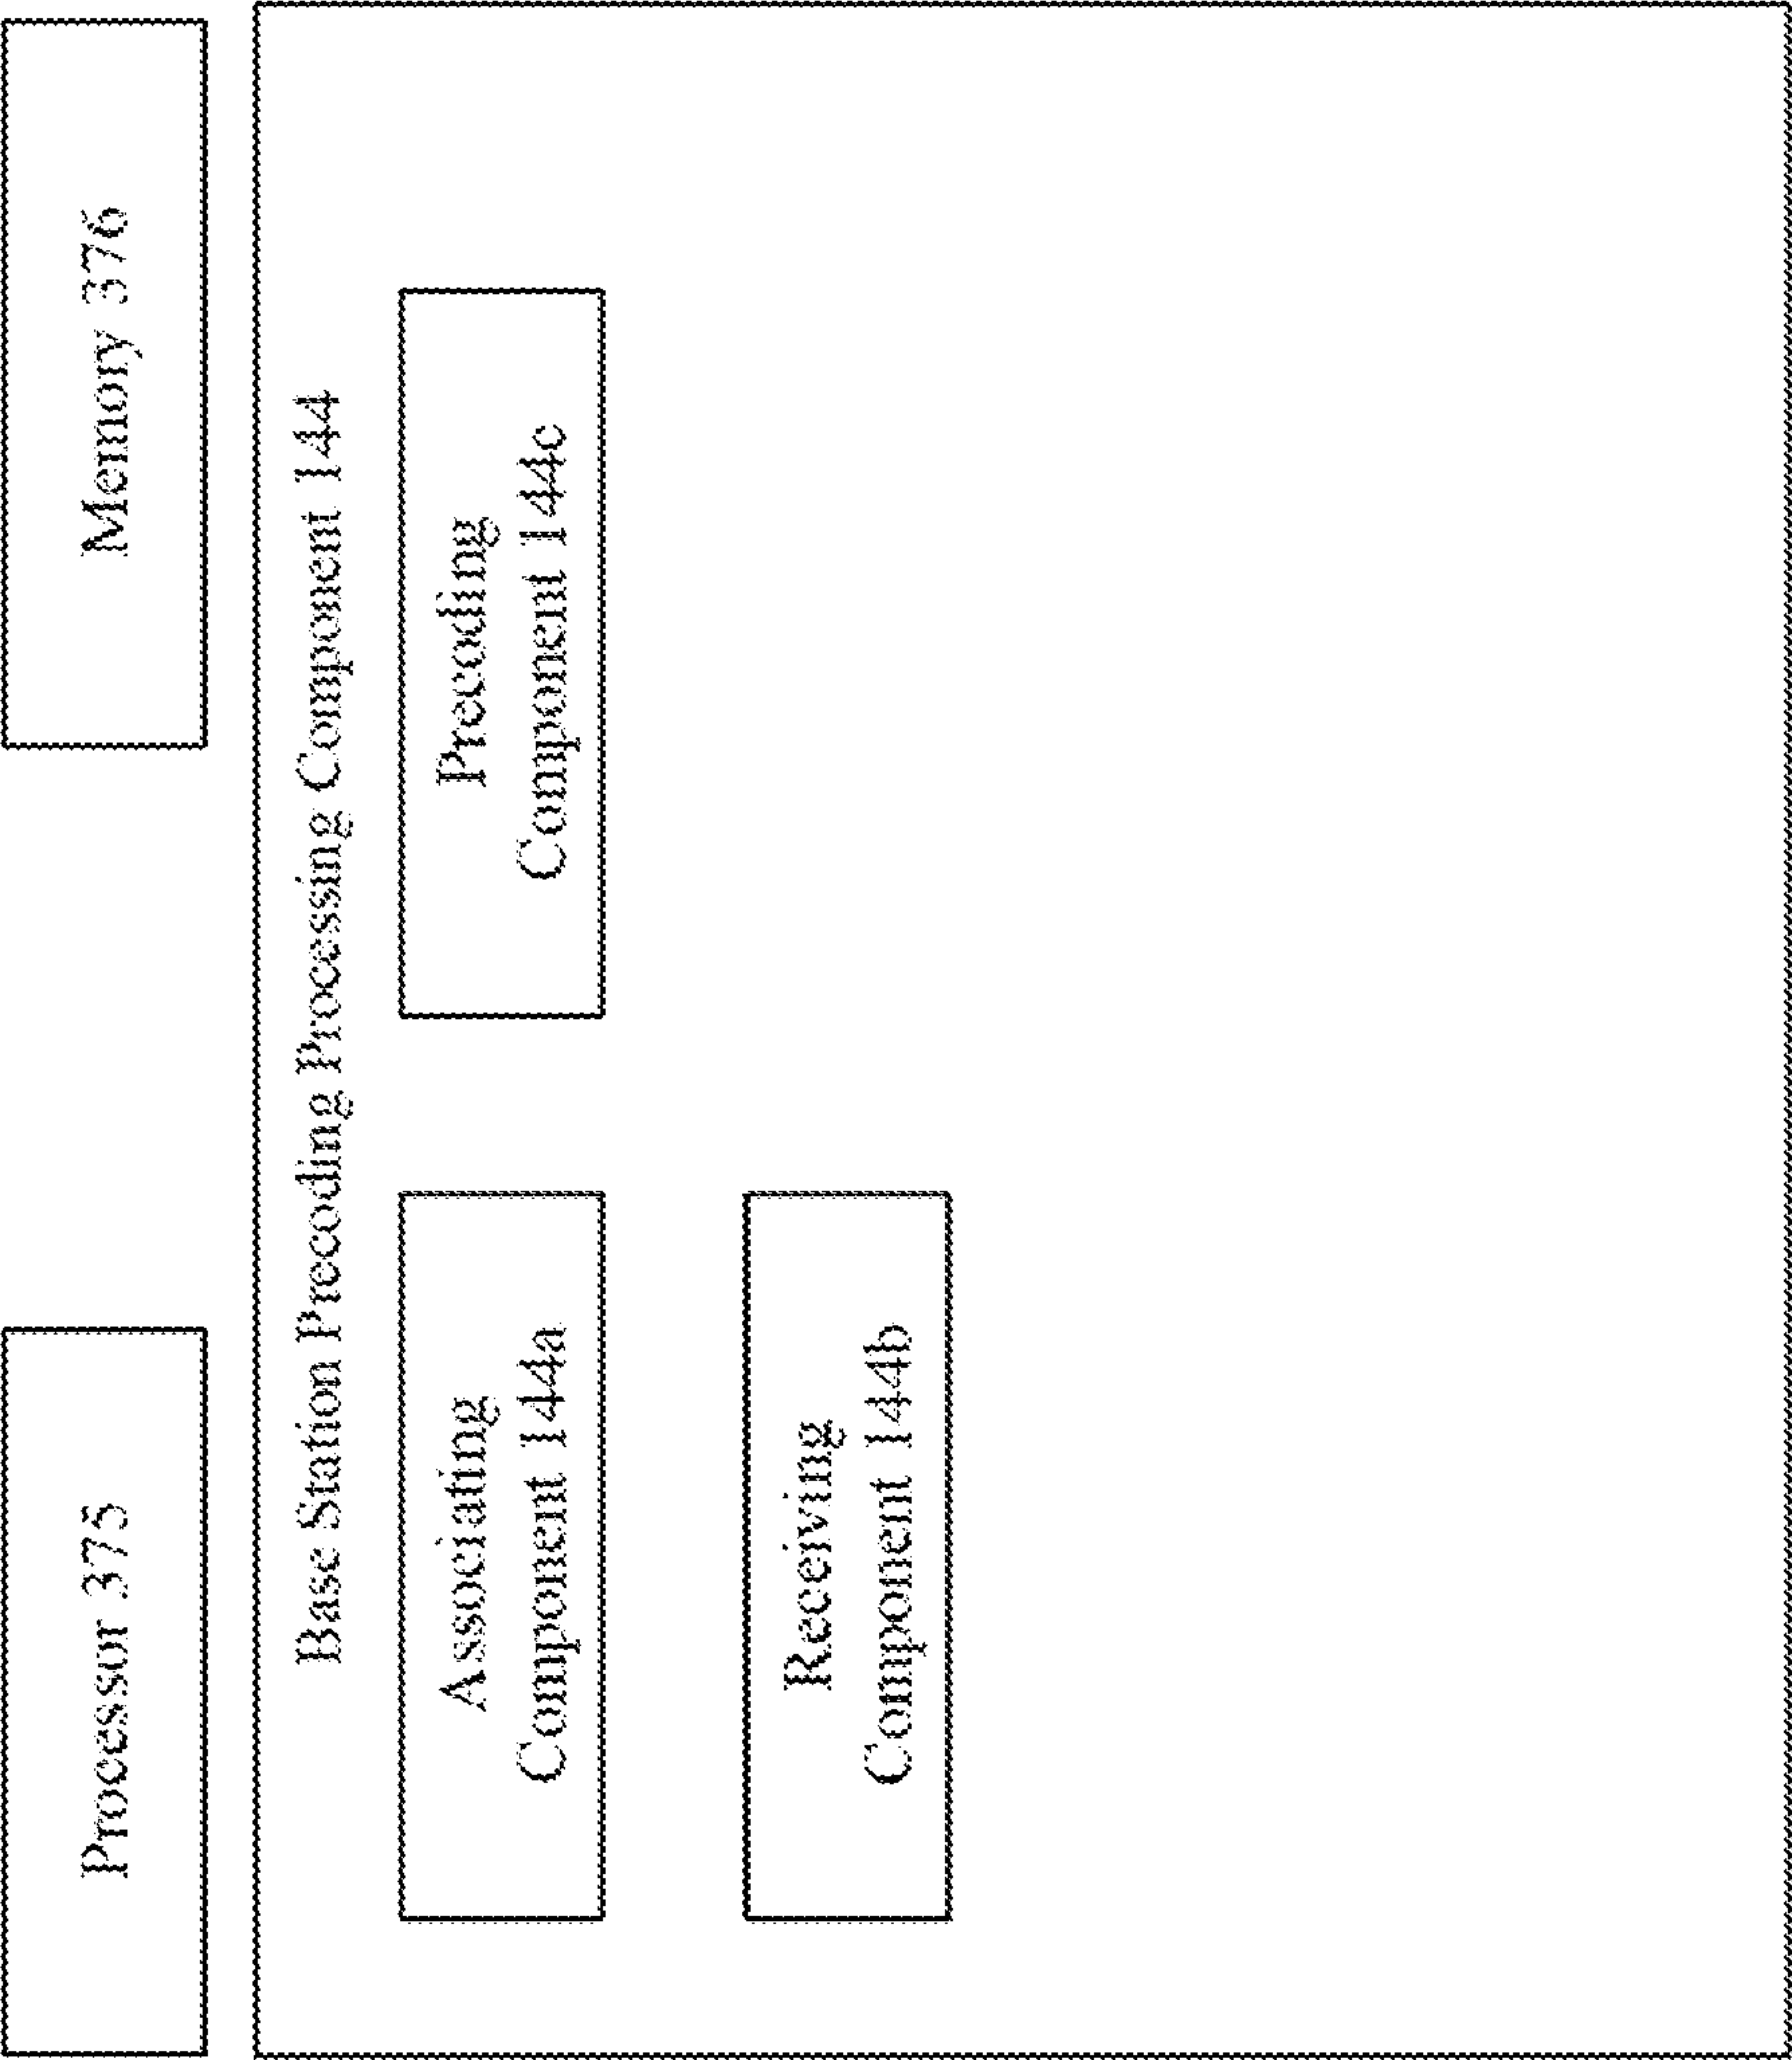 Processor 375
Memory 376
Base Station Precoding Processing Component 144
Associating
Component 144a
Precoding
Component 144c
Receiving
Component 144b